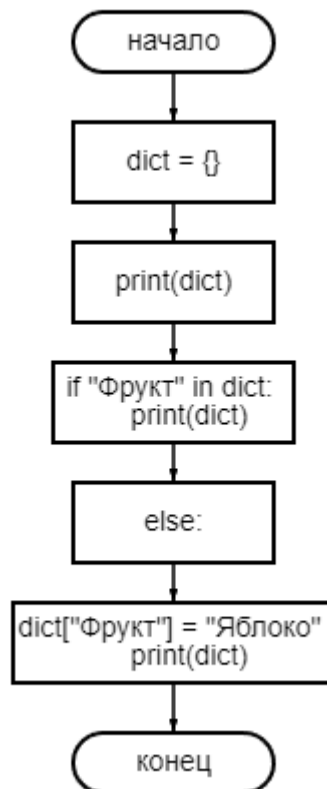 начало
dict = {}
print(dict)
if "Фрукт" in dict:
print(dict)
else:
dict["Фрукт"] = "Яблоко"
print(dict)
конец